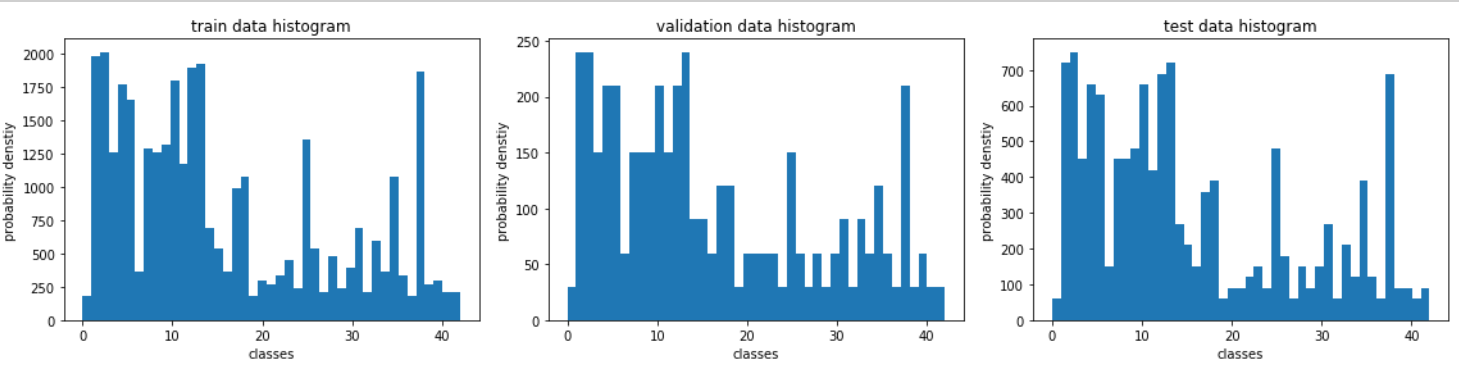 train data histogram
2000
1750
1500
1250
1000
750
500
250
0
probability denstiy
0 10 20 30 40
classes
validation data histogram
250
200
150
100
50
0
probability denstiy
0 10 20 30 40
classes
test data histogram
700
600
500
400
300
200
100
0
probability denstiy
0 10 20 30 40
classes